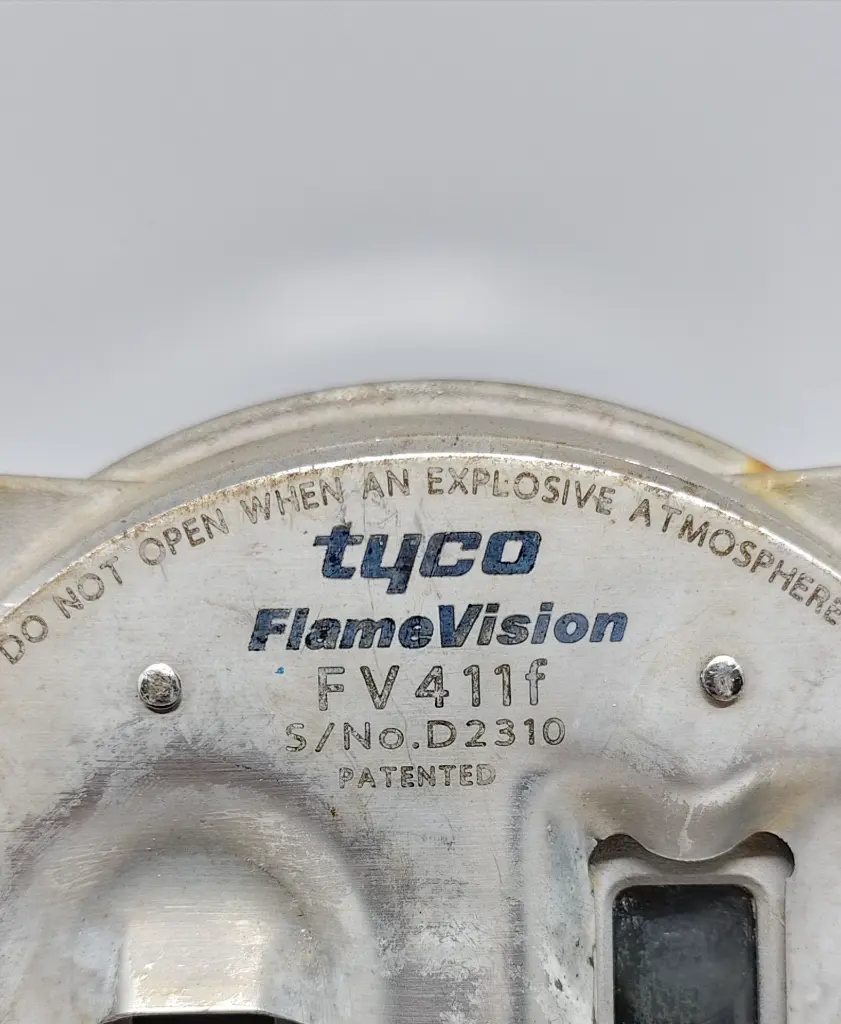 DO NOT OPEN WHEN AN EXPLOSIVE ATMOSPHERE
tyco
FlameVision
FV411f
S/No.D2310
PATENTED